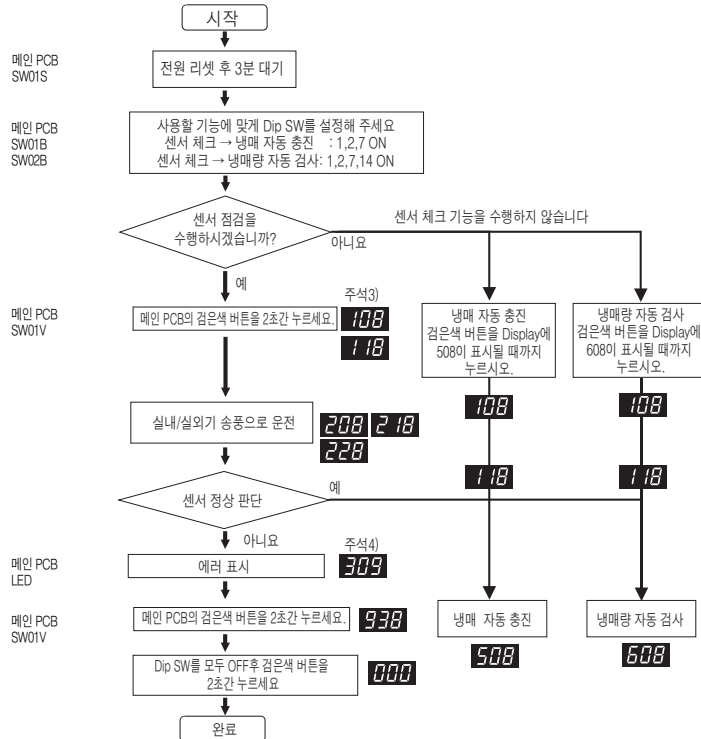 시작
메인 PCB
SW01S
전원 리셋 후 3분 대기
메인 PCB
SW01B
SW02B
사용할 기능에 맞게 Dip SW를 설정해 주세요
센서 체크 → 냉매 자동 충진 : 1,2,7 ON
센서 체크 → 냉매량 자동 검사: 1,2,7,14 ON
센서 점검을
수행하시겠습니까?
아니요
센서 체크 기능을 수행하지 않습니다
예
주석3)
메인 PCB
SW01V
메인 PCB의 검은색 버튼을 2초간 누르세요.
108
118
냉매 자동 충진
검은색 버튼을 Display에
508이 표시될 때까지
누르시오.
냉매량 자동 검사
검은색 버튼을 Display에
608이 표시될 때까지
누르시오.
108
108
실내/실외기 송풍으로 운전
208 218
228
118
118
센서 정상 판단
예
아니요
주석4)
메인 PCB
LED
에러 표시
309
메인 PCB
SW01V
메인 PCB의 검은색 버튼을 2초간 누르세요.
938
냉매 자동 충진
냉매량 자동 검사
508
608
Dip SW를 모두 OFF후 검은색 버튼을
2초간 누르세요
000
완료